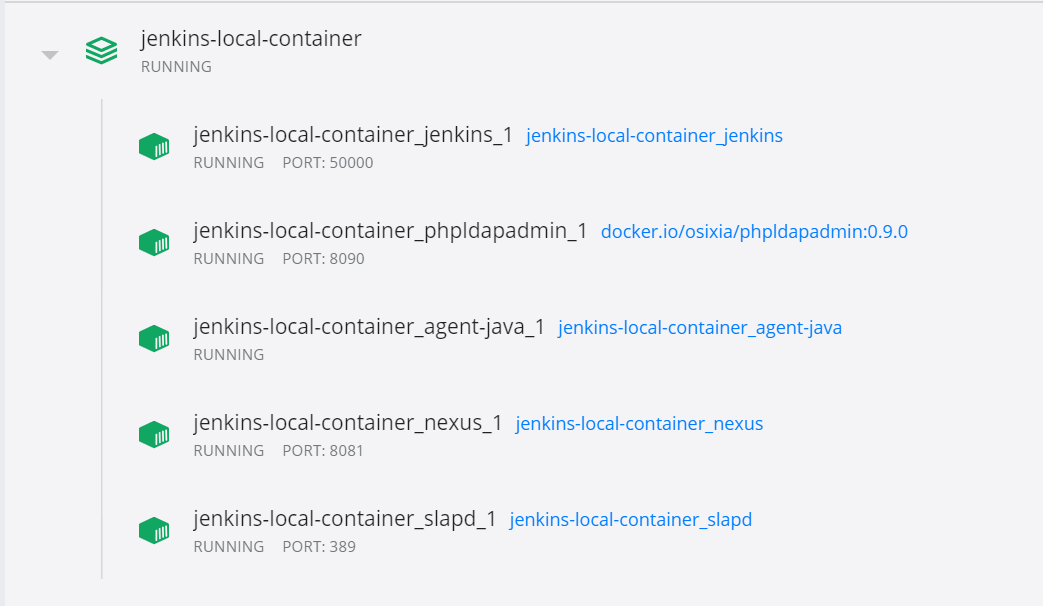 jenkins-local-container
RUNNING
jenkins-local-container_jenkins_1 jenkins-local-container_jenkins
RUNNING PORT: 50000
jenkins-local-container_phpldapadmin_1 docker.io/osixia/phpldapadmin:0.9.0
RUNNING PORT: 8090
jenkins-local-container_agent-java_1 jenkins-local-container_agent-java
RUNNING
jenkins-local-container_nexus_1 jenkins-local-container_nexus
RUNNING PORT: 8081
jenkins-local-container_slapd_1 jenkins-local-container_slapd
RUNNING PORT: 389